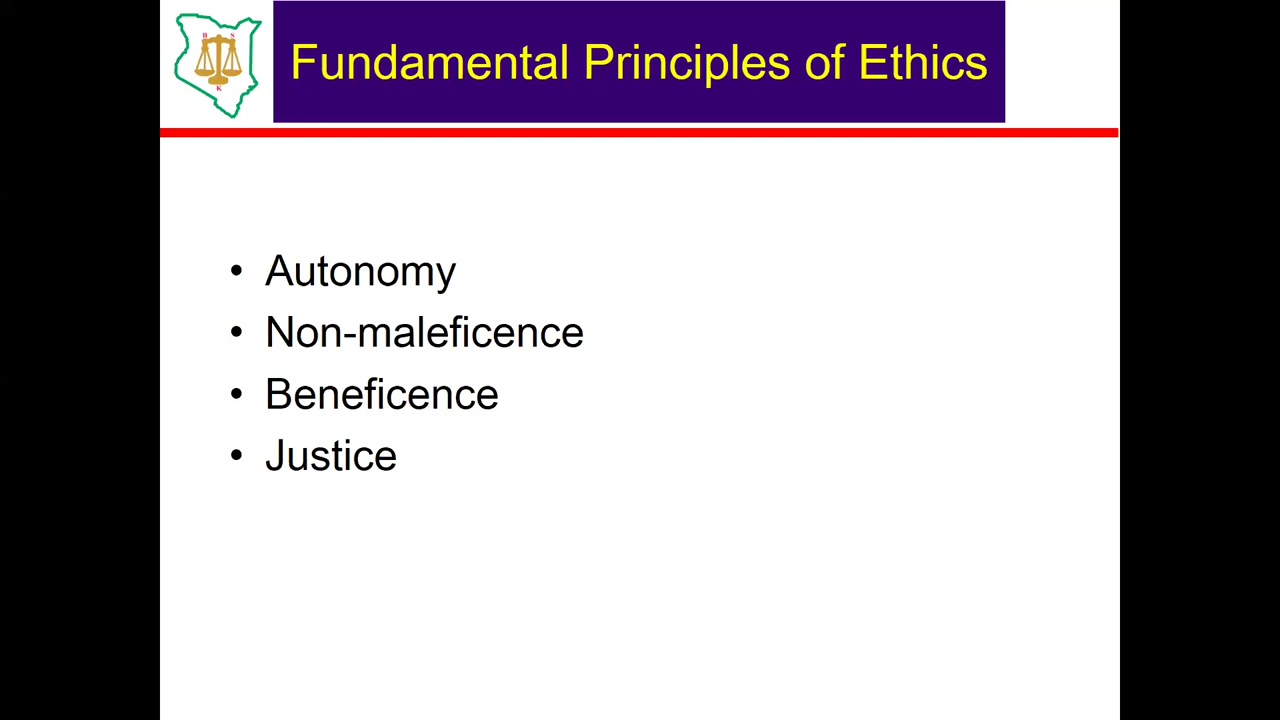 B S
K
Fundamental Principles of Ethics
• Autonomy
• Non-maleficence
• Beneficence
• Justice